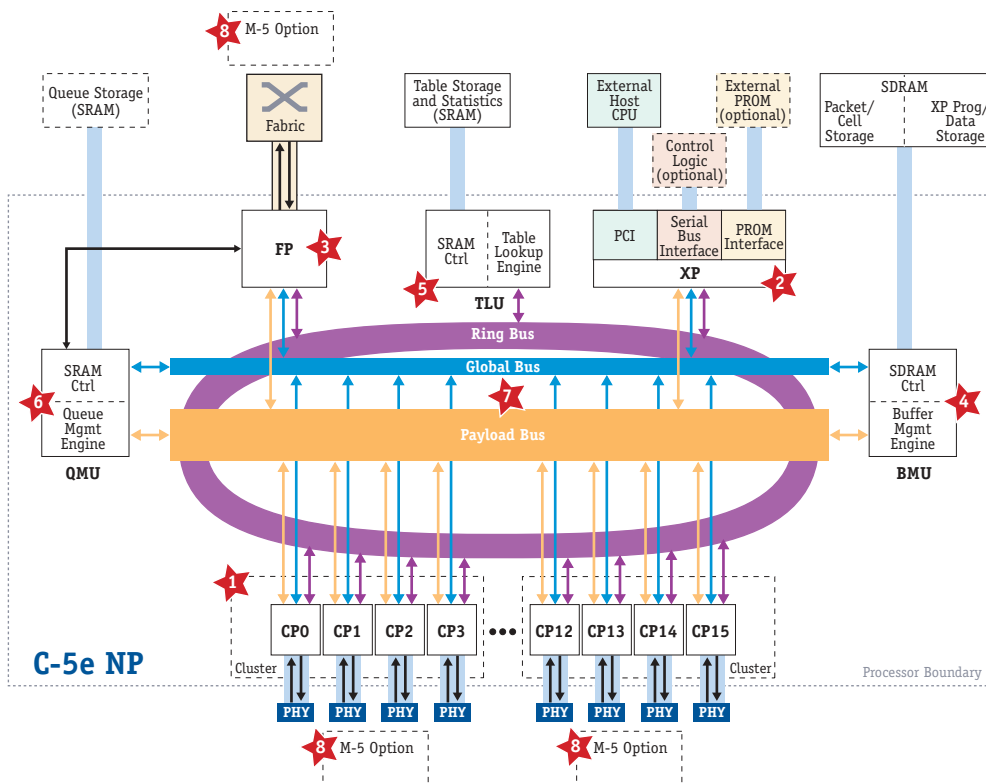 8
M-5 Option
Queue Storage
(SRAM)
Fabric
Table Storage
and Statistics
(SRAM)
External
Host
CPU
Control
Logic
(optional)
External
PROM
(optional)
SDRAM
Packet/
Cell
Storage
XP Prog/
Data
Storage
FP
3
SRAM
Ctrl
Table
Lookup
Engine
5
TLU
PCI
Serial
Bus
Interface
PROM
Interface
XP
2
Ring Bus
Global Bus
7
Payload Bus
SRAM
Ctrl
6
Queue
Mgmt
Engine
QMU
SDRAM
Ctrl
4
Buffer
Mgmt
Engine
BMU
1
CP0
CP1
CP2
CP3
•••
CP12
CP13
CP14
CP15
Cluster
Cluster
C-5e NP
Processor Boundary
PHY
PHY
PHY
PHY
PHY
PHY
PHY
PHY
8
M-5 Option
8
M-5 Option